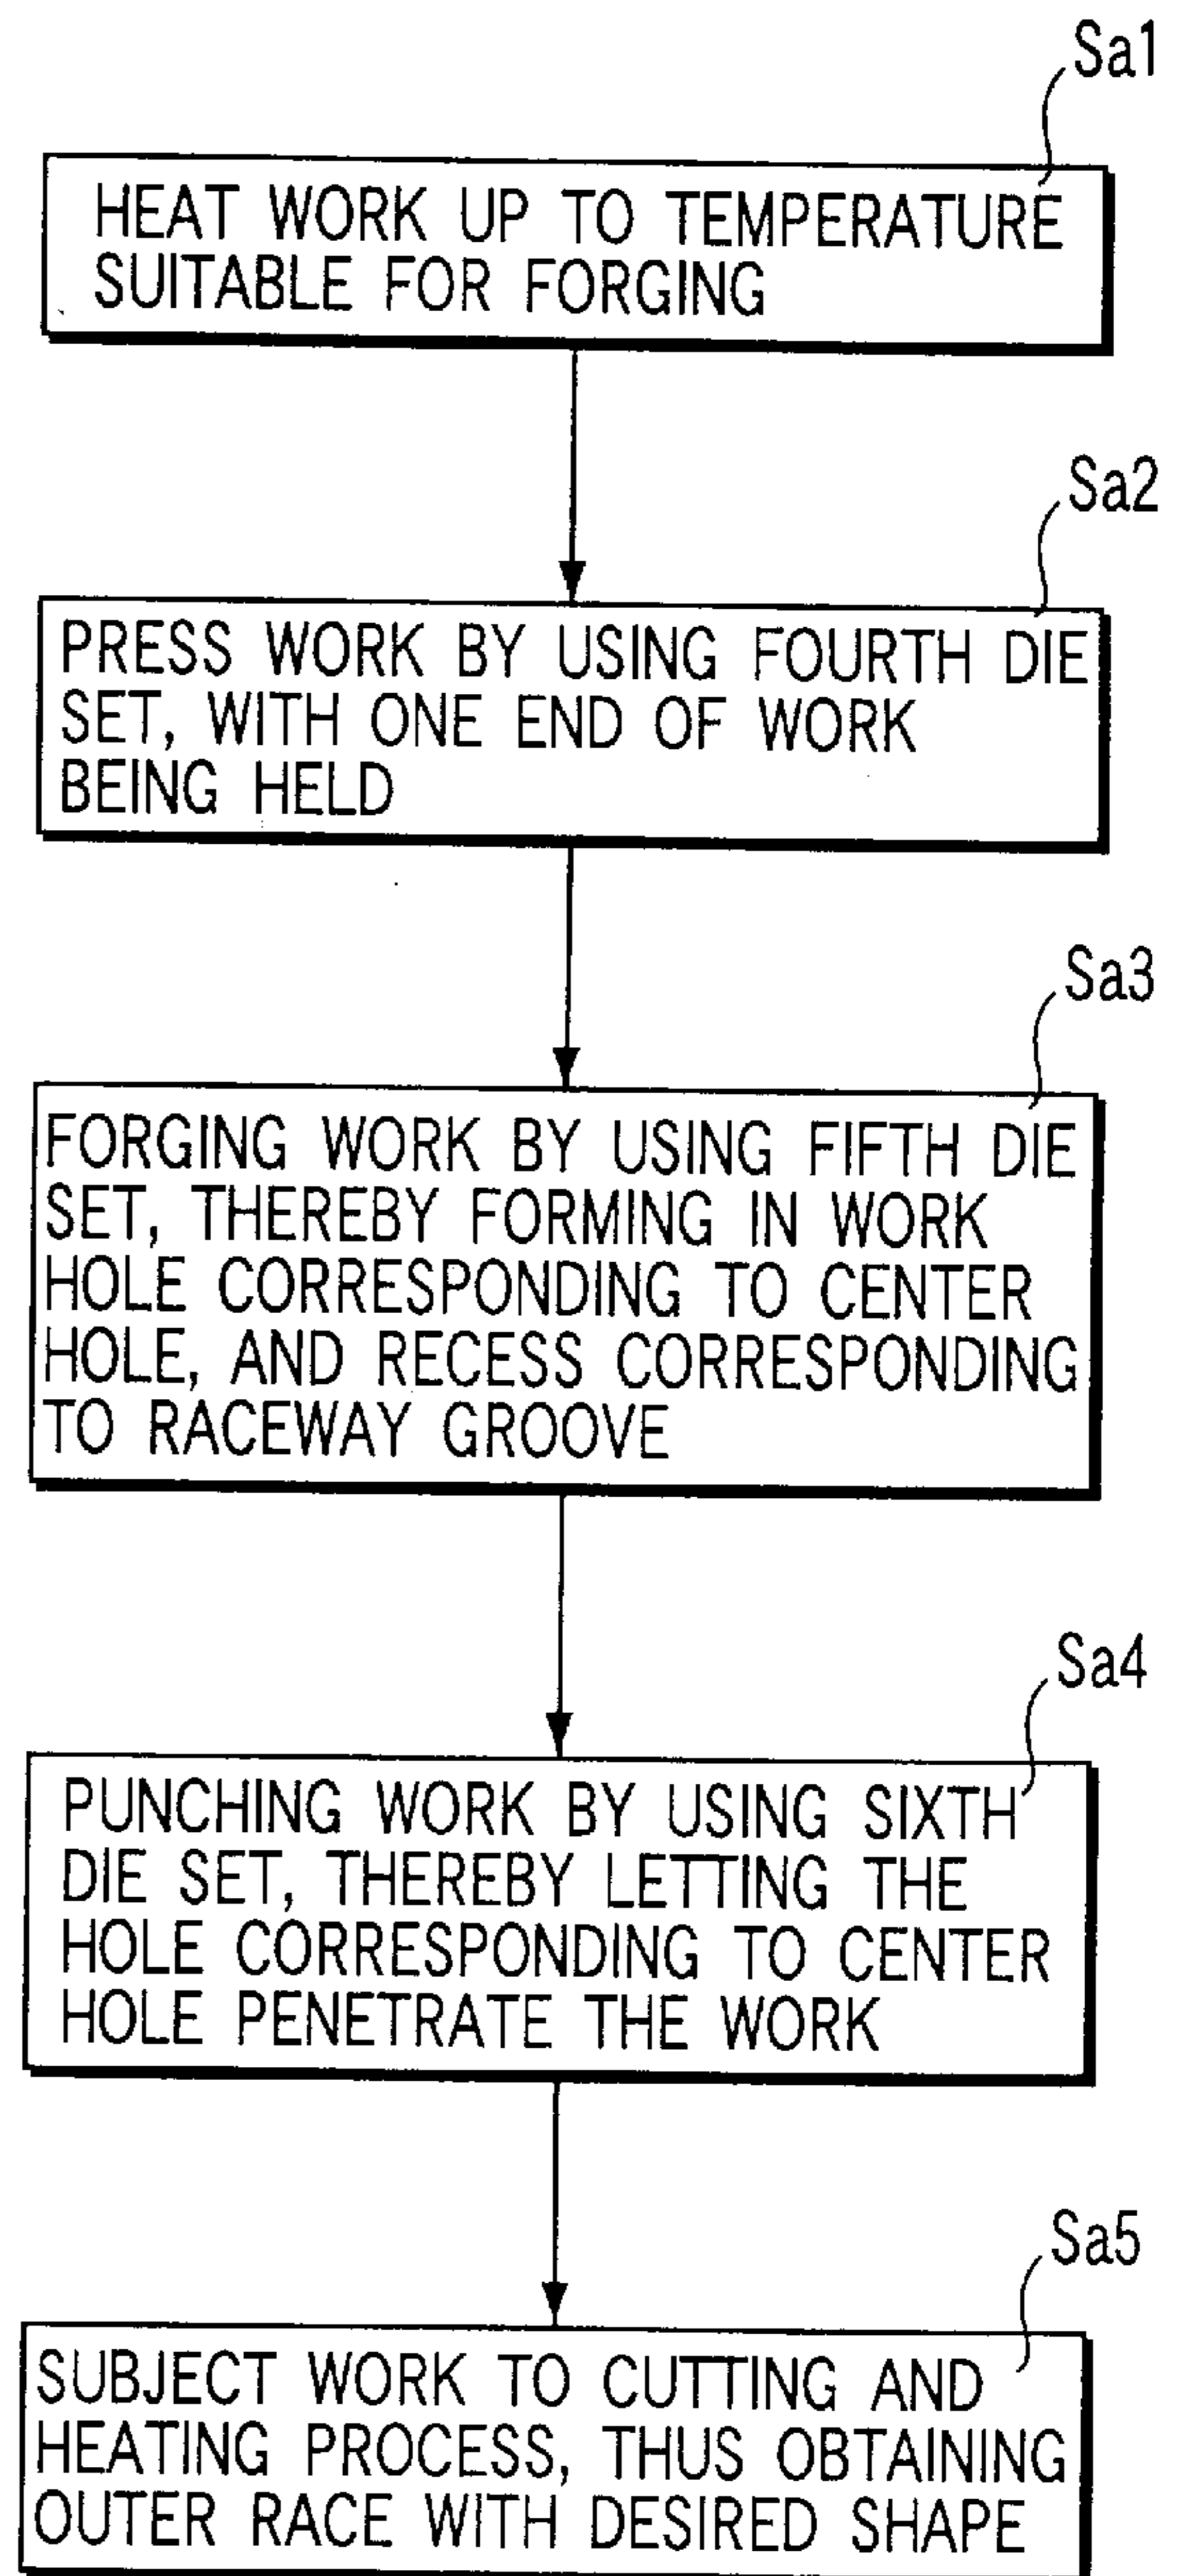 Sa1
HEAT WORK UP TO TEMPERATURE
SUITABLE FOR FORGING
Sa2
PRESS WORK BY USING FOURTH DIE
SET, WITH ONE END OF WORK
BEING HELD
Sa3
FORGING WORK BY USING FIFTH DIE
SET, THEREBY FORMING IN WORK
HOLE CORRESPONDING TO CENTER
HOLE, AND RECESS CORRESPONDING
TO RACEWAY GROOVE
Sa4
PUNCHING WORK BY USING SIXTH
DIE SET, THEREBY LETTING THE
HOLE CORRESPONDING TO CENTER
HOLE PENETRATE THE WORK
Sa5
SUBJECT WORK TO CUTTING AND
HEATING PROCESS, THUS OBTAINING
OUTER RACE WITH DESIRED SHAPE